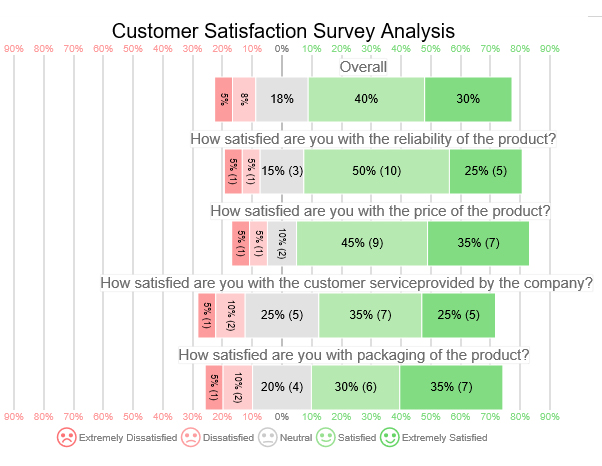 Customer Satisfaction Survey Analysis
90% 80% 70% 60% 50% 40% 30% 20% 10% 0% 10% 20% 30% 40% 50% 60% 70% 80% 90%
Overall
5% 8% 18% 40% 30%
How satisfied are you with the reliability of the product?
5% (1) 5% (1) 15% (3) 50% (10) 25% (5)
How satisfied are you with the price of the product?
5% (1) 5% (1) 10% (2) 45% (9) 35% (7)
How satisfied are you with the customer serviceprovided by the company?
5% (1) 10% (2) 25% (5) 35% (7) 25% (5)
How satisfied are you with packaging of the product?
5% (1) 10% (2) 20% (4) 30% (6) 35% (7)
90% 80% 70% 60% 50% 40% 30% 20% 10% 0% 10% 20% 30% 40% 50% 60% 70% 80% 90%
Extremely Dissatisfied Dissatisfied Neutral Satisfied Extremely Satisfied